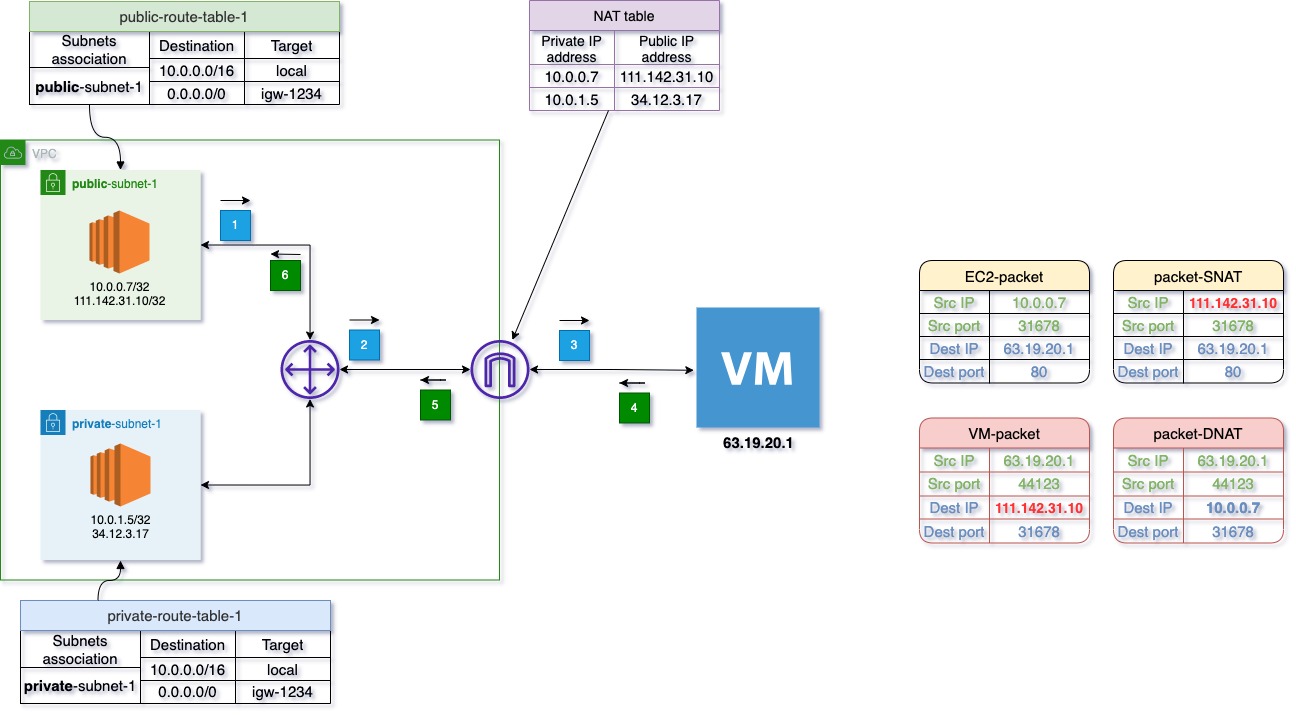 public-route-table-1
Subnets association
Destination
Target
public-subnet-1
10.0.0.0/16
local
0.0.0.0/0
igw-1234
NAT table
Private IP address
Public IP address
10.0.0.7
111.142.31.10
10.0.1.5
34.12.3.17
VPC
public-subnet-1
10.0.0.7/32
111.142.31.10/32
1
6
2
5
3
4
VM
63.19.20.1
private-subnet-1
10.0.1.5/32
34.12.3.17
private-route-table-1
Subnets association
Destination
Target
private-subnet-1
10.0.0.0/16
local
0.0.0.0/0
igw-1234
EC2-packet
Src IP
10.0.0.7
Src port
31678
Dest IP
63.19.20.1
Dest port
80
packet-SNAT
Src IP
111.142.31.10
Src port
31678
Dest IP
63.19.20.1
Dest port
80
VM-packet
Src IP
63.19.20.1
Src port
44123
Dest IP
111.142.31.10
Dest port
31678
packet-DNAT
Src IP
63.19.20.1
Src port
44123
Dest IP
10.0.0.7
Dest port
31678